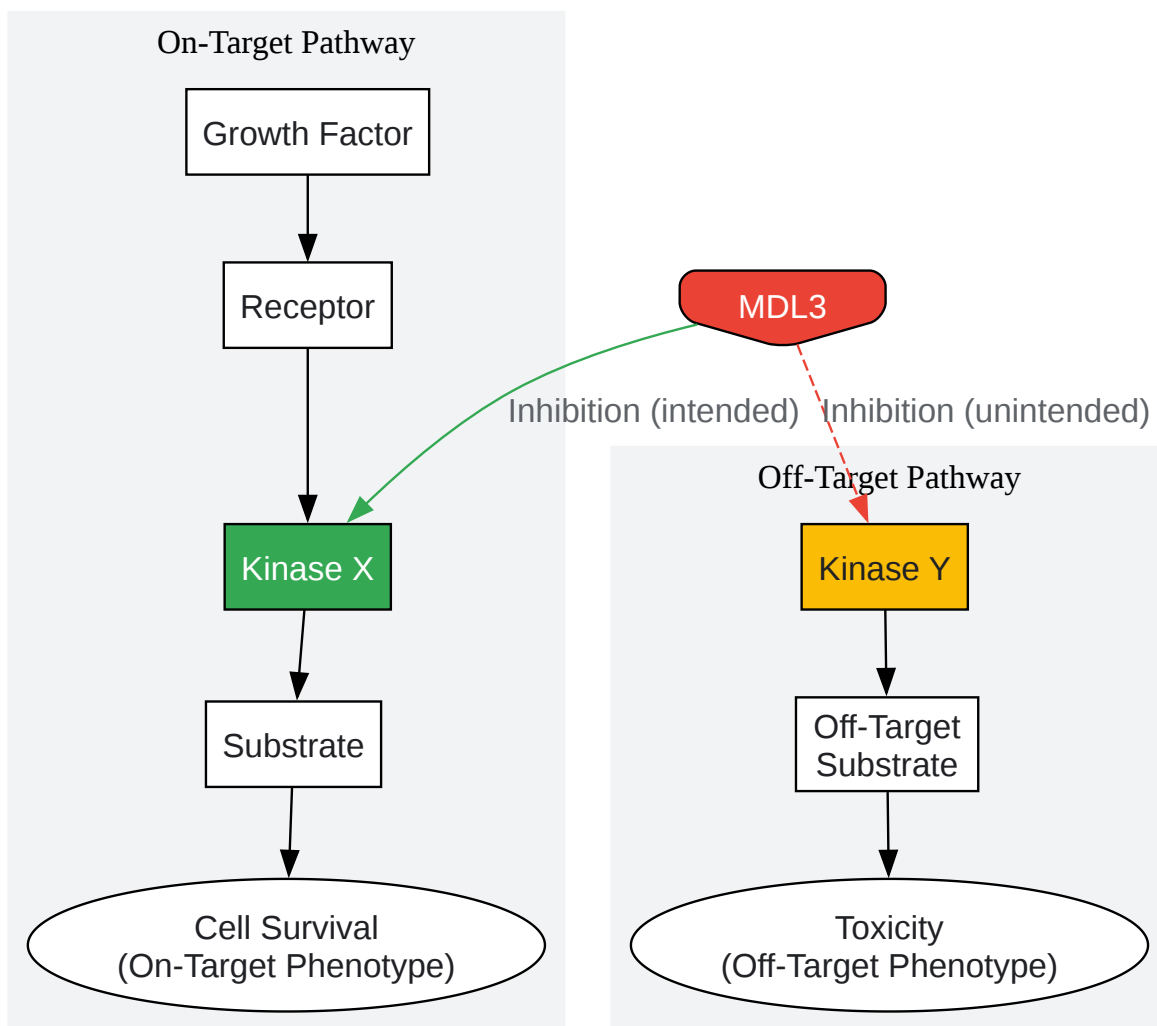 On-Target Pathway
Growth Factor
Receptor
MDL3
Inhibition (intended)
Inhibition (unintended)
Off-Target Pathway
Kinase X
Kinase Y
Substrate
Off-Target
Substrate
Cell Survival
(On-Target Phenotype)
Toxicity
(Off-Target Phenotype)